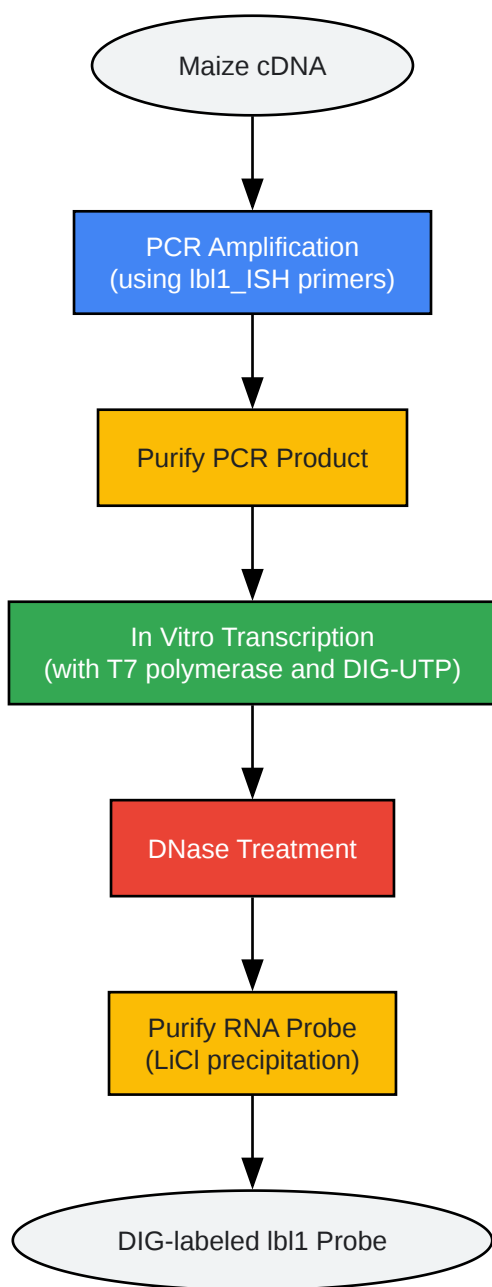 Maize cDNA
PCR Amplification
(using lbl1_ISH primers)
Purify PCR Product
In Vitro Transcription
(with T7 polymerase and DIG-UTP)
DNase Treatment
Purify RNA Probe
(LiCl precipitation)
DIG-labeled lbl1 Probe